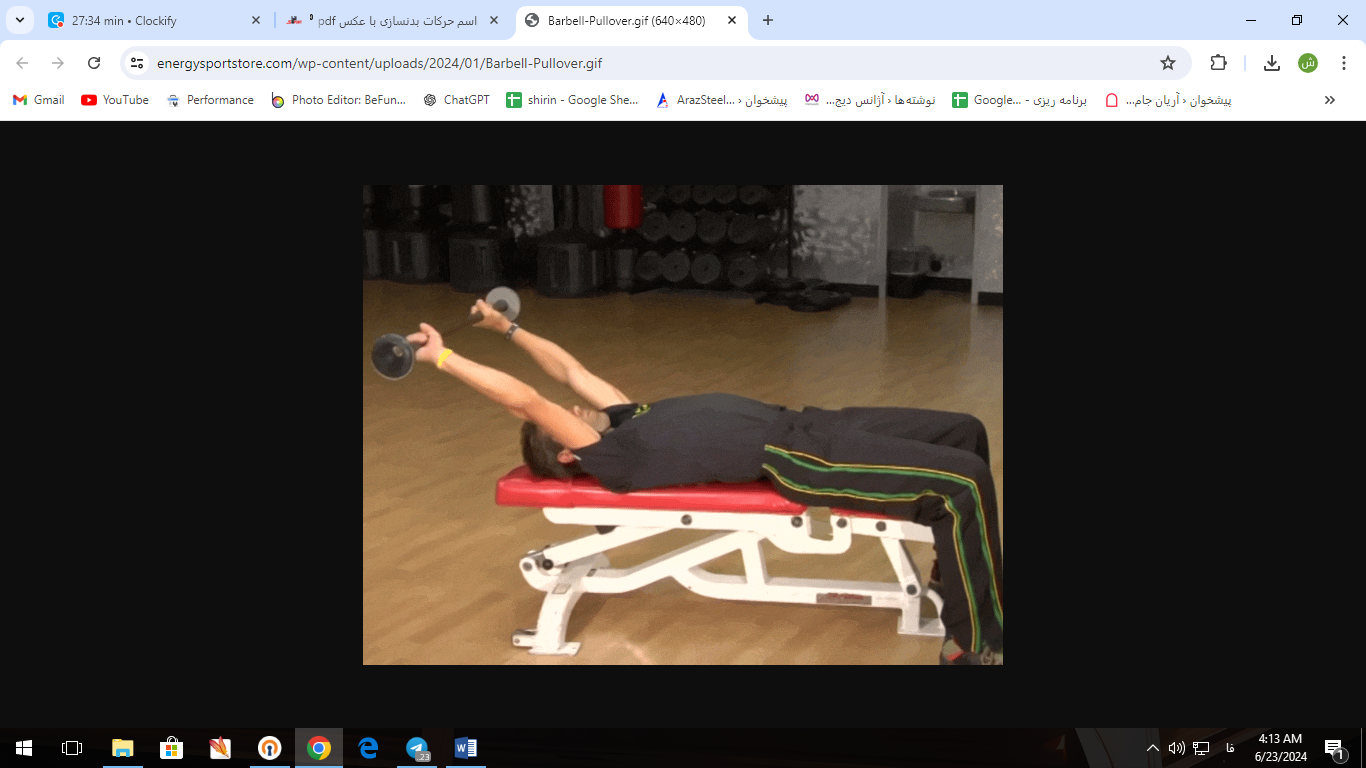 27:34 min • Clockify
اسم حرکات بدنسازی با عکس pdf
Barbell-Pullover.gif (640×480)
energysportstore.com/wp-content/uploads/2024/01/Barbell-Pullover.gif
ش
Gmail
YouTube
Performance
Photo Editor: BeFun...
ChatGPT
shirin - Google She...
ArazSteel... ‹ پیشخوان
نوشته‌ها ‹ آژانس دیج...
برنامه ریزی - Google...
پیشخوان ‹ آریان جام...
23
فا
4:13 AM
6/23/2024
1